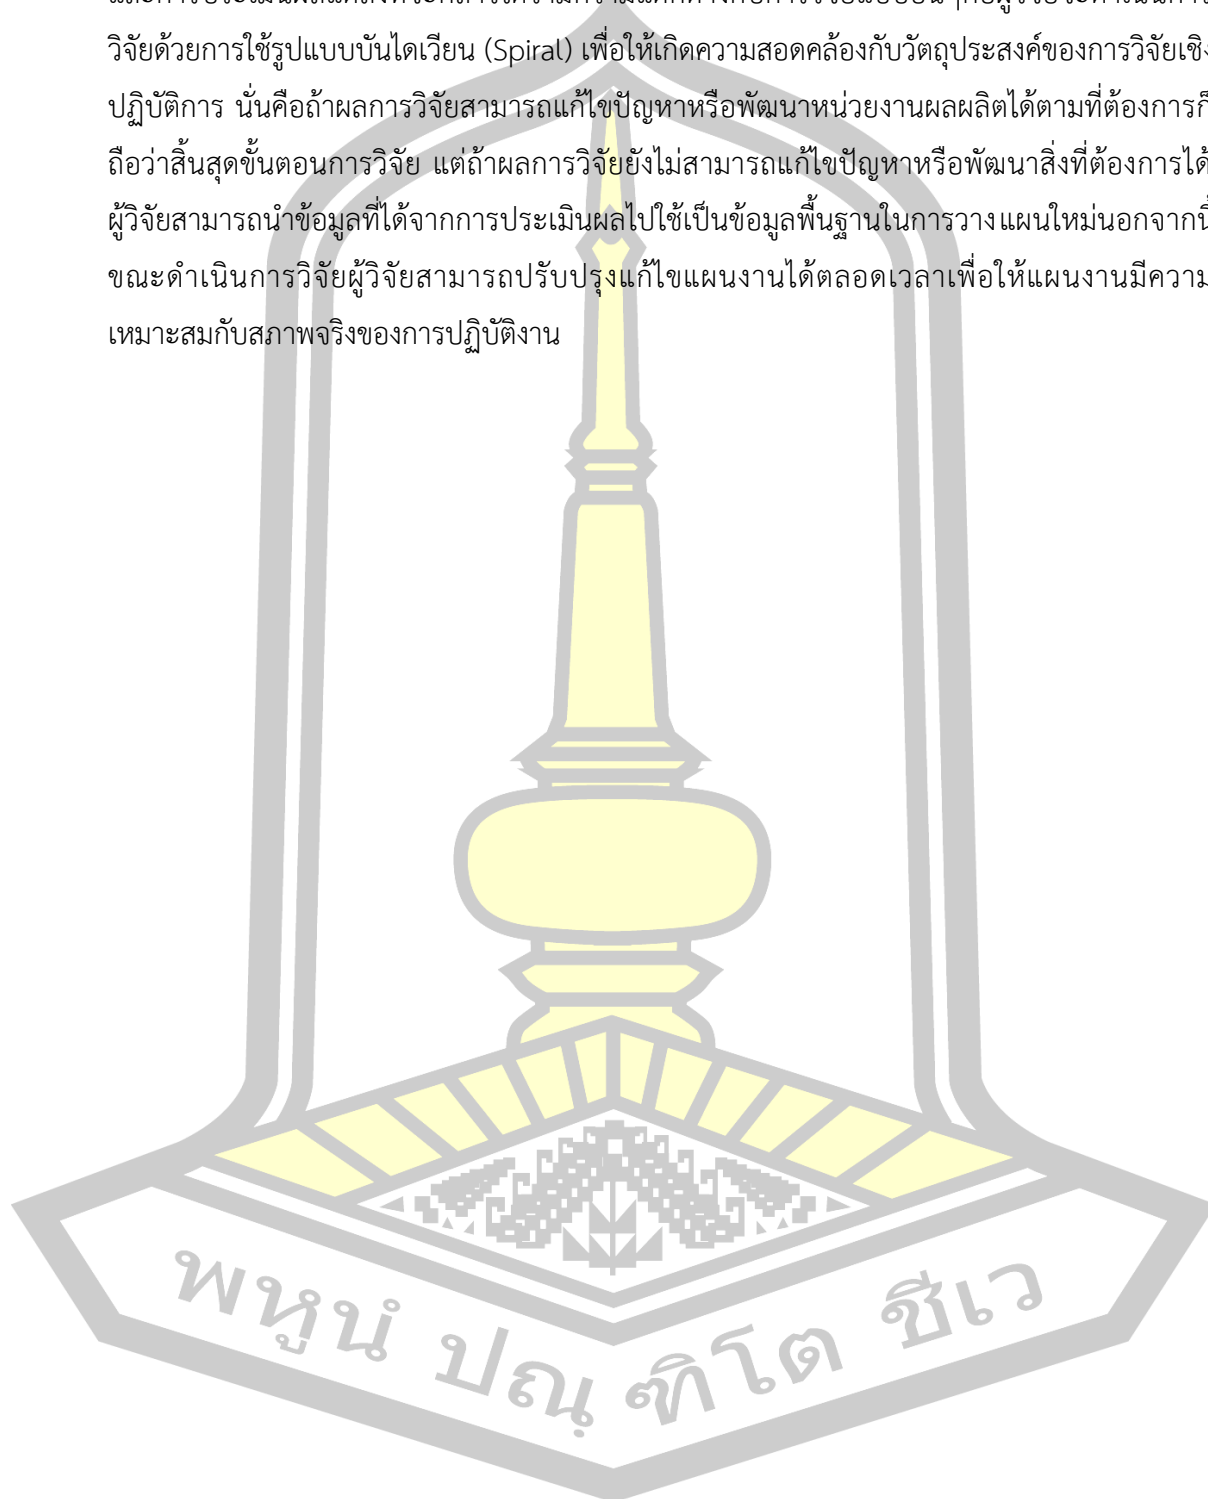 วิจัยด้วยการใช้รูปแบบบันไดเวียน (Spiral) เพื่อให้เกิดความสอดคล้องกับวัตถุประสงค์ของการวิจัยเชิง
ปฏิบัติการ นั่นคือถ้าผลการวิจัยสามารถแก้ไขปัญหาหรือพัฒนาหน่วยงานผลผลิตได้ตามที่ต้องการก็
ถือว่าสิ้นสุดขั้นตอนการวิจัย แต่ถ้าผลการวิจัยยังไม่สามารถแก้ไขปัญหาหรือพัฒนาสิ่งที่ต้องการได้
ผู้วิจัยสามารถนำข้อมูลที่ได้จากการประเมินผลไปใช้เป็นข้อมูลพื้นฐานในการวางแผนใหม่นอกจากนี้
ขณะดำเนินการวิจัยผู้วิจัยสามารถปรับปรุงแก้ไขแผนงานได้ตลอดเวลาเพื่อให้แผนงานมีความ
เหมาะสมกับสภาพจริงของการปฏิบัติงาน
พหูนํ ปณฺฑิโต ชีเว